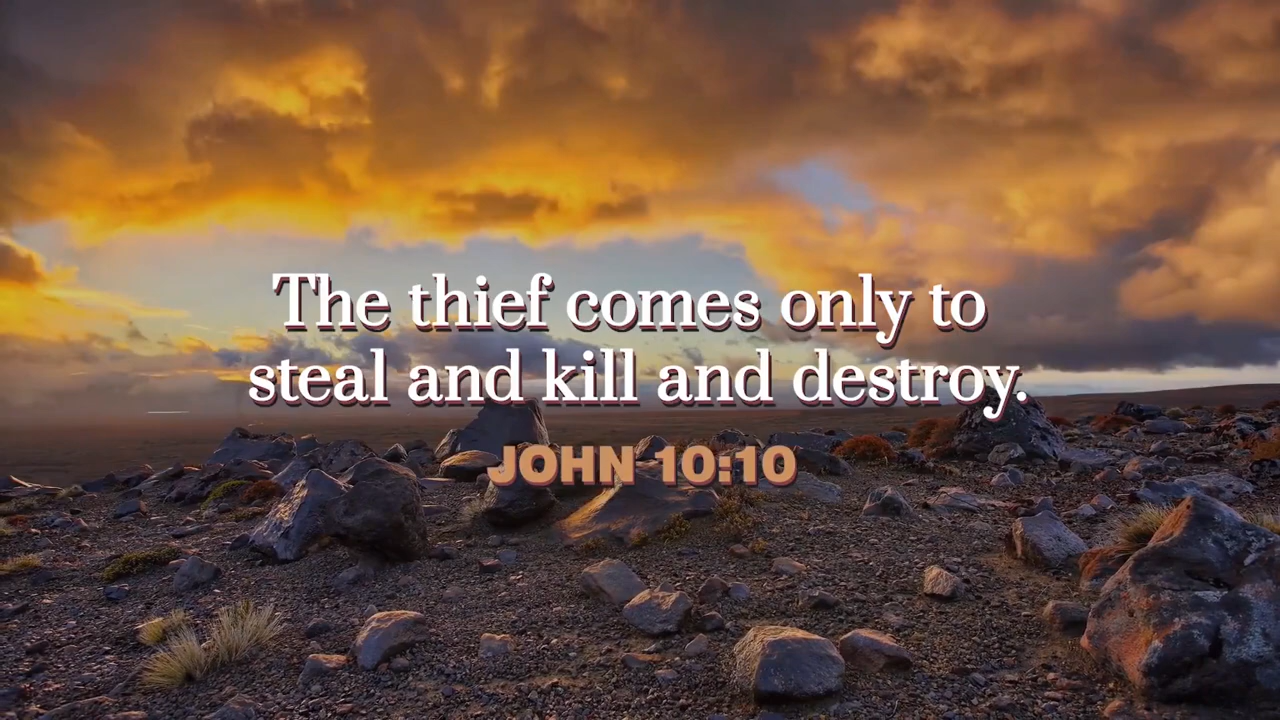 The thief comes only to
steal and kill and destroy.
JOHN 10:10